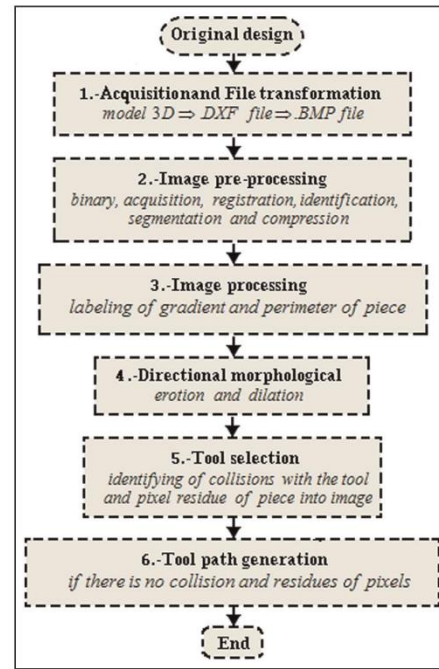 Original design
1.-Acquisitionand File transformation
model 3D ⇒ .DXF file ⇒ .BMP file
2.-Image pre-processing
binary, acquisition, registration, identification,
segmentation and compression
3.-Image processing
labeling of gradient and perimeter of piece
4.-Directional morphological
erotion and dilation
5.-Tool selection
identifying of collisions with the tool
and pixel residue of piece into image
6.-Tool path generation
if there is no collision and residues of pixels
End